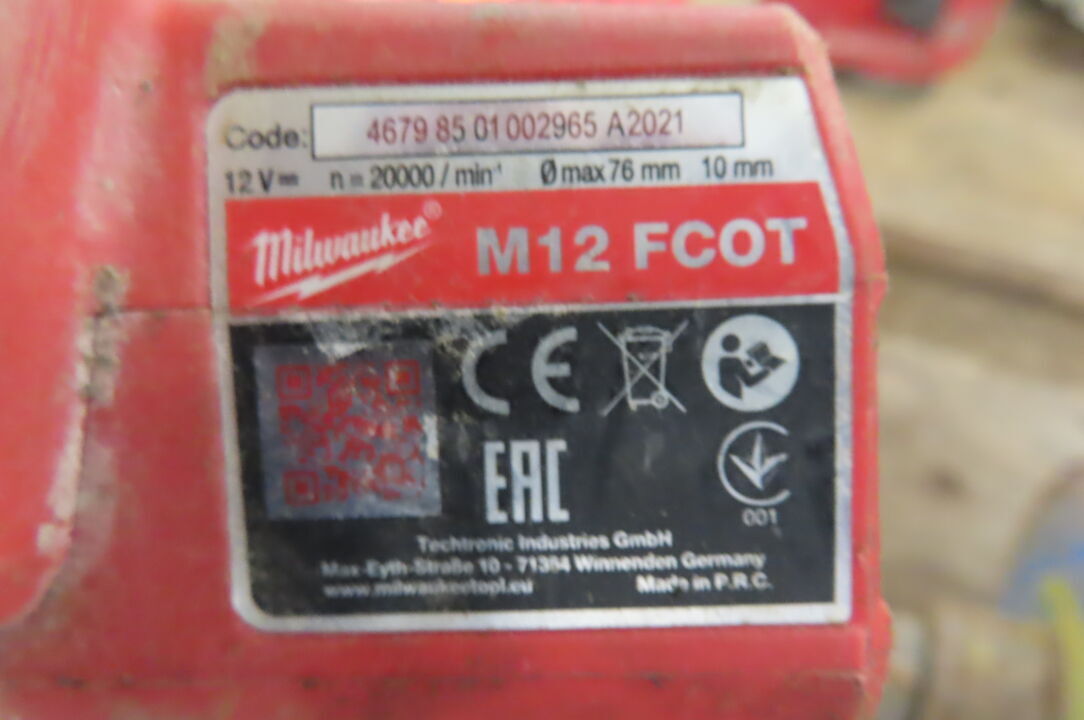 Code: 4679 85 01 002965 A2021
12 V⎓ n = 20000 / min⁻¹ Ø max 76 mm 10 mm
Milwaukee® M12 FCOT
CE
EAC
001
Techtronic Industries GmbH
Max-Eyth-Straße 10 - 71364 Winnenden Germany
www.milwaukeetool.eu Made in P.R.C.